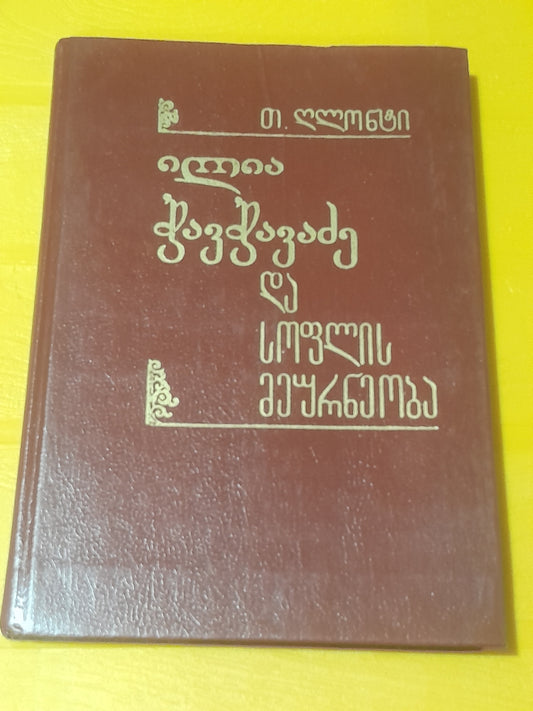 თ. ღლონტი
ილია
ჭავჭავაძე
და
სოფლის
მეურნეობა